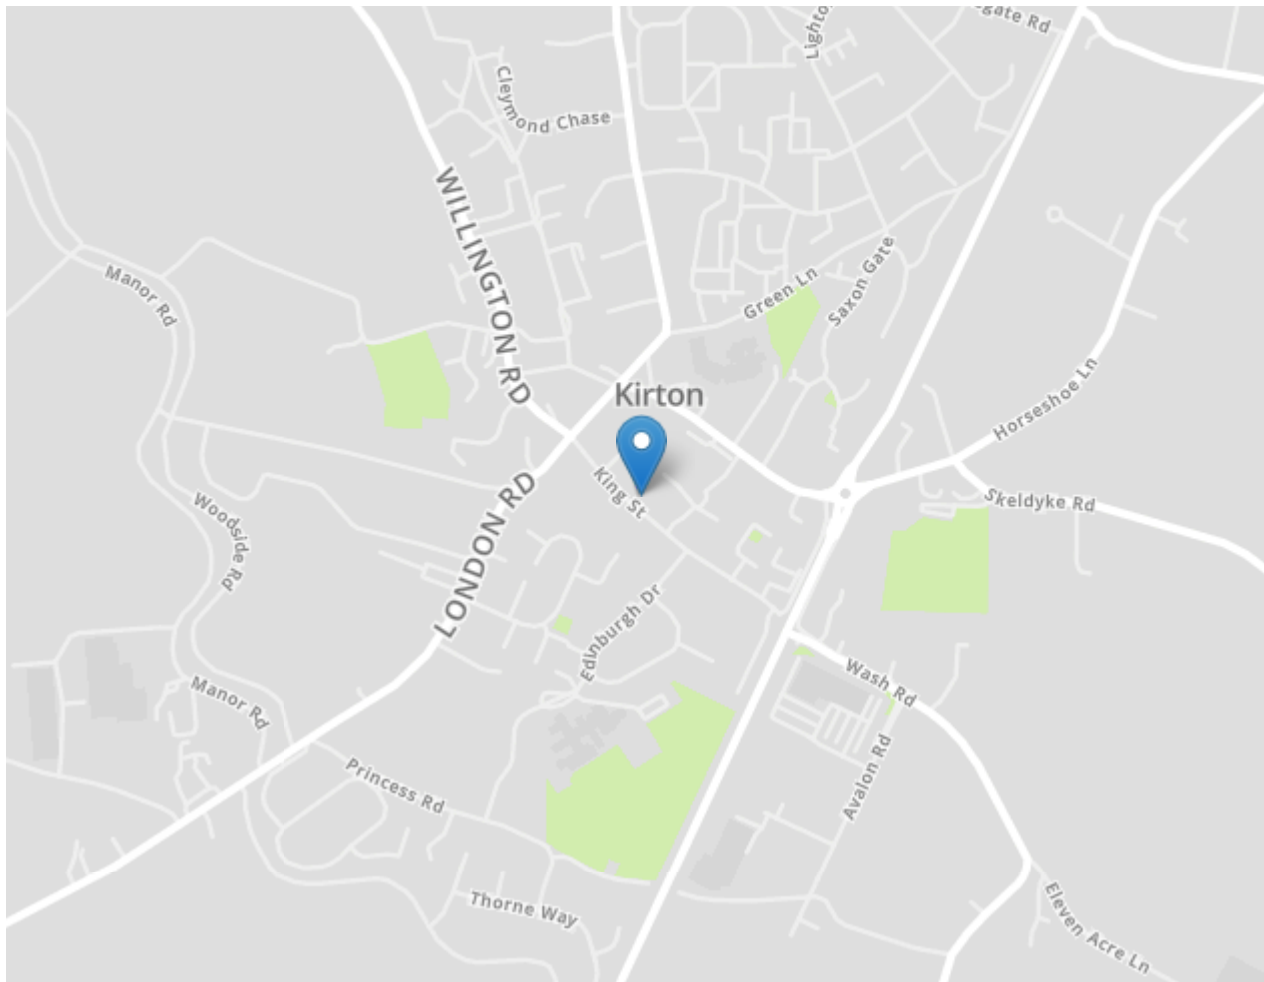 gate Rd
Lighto
Cleymond Chase
WILLINGTON RD
Saxon Gate
Green Ln
Manor Rd
Horseshoe Ln
Kirton
King St
LONDON RD
Skeldyke Rd
Woodside Rd
Edinburgh Dr
Wash Rd
Manor Rd
Avalon Rd
Princess Rd
Thorne Way
Eleven Acre Ln